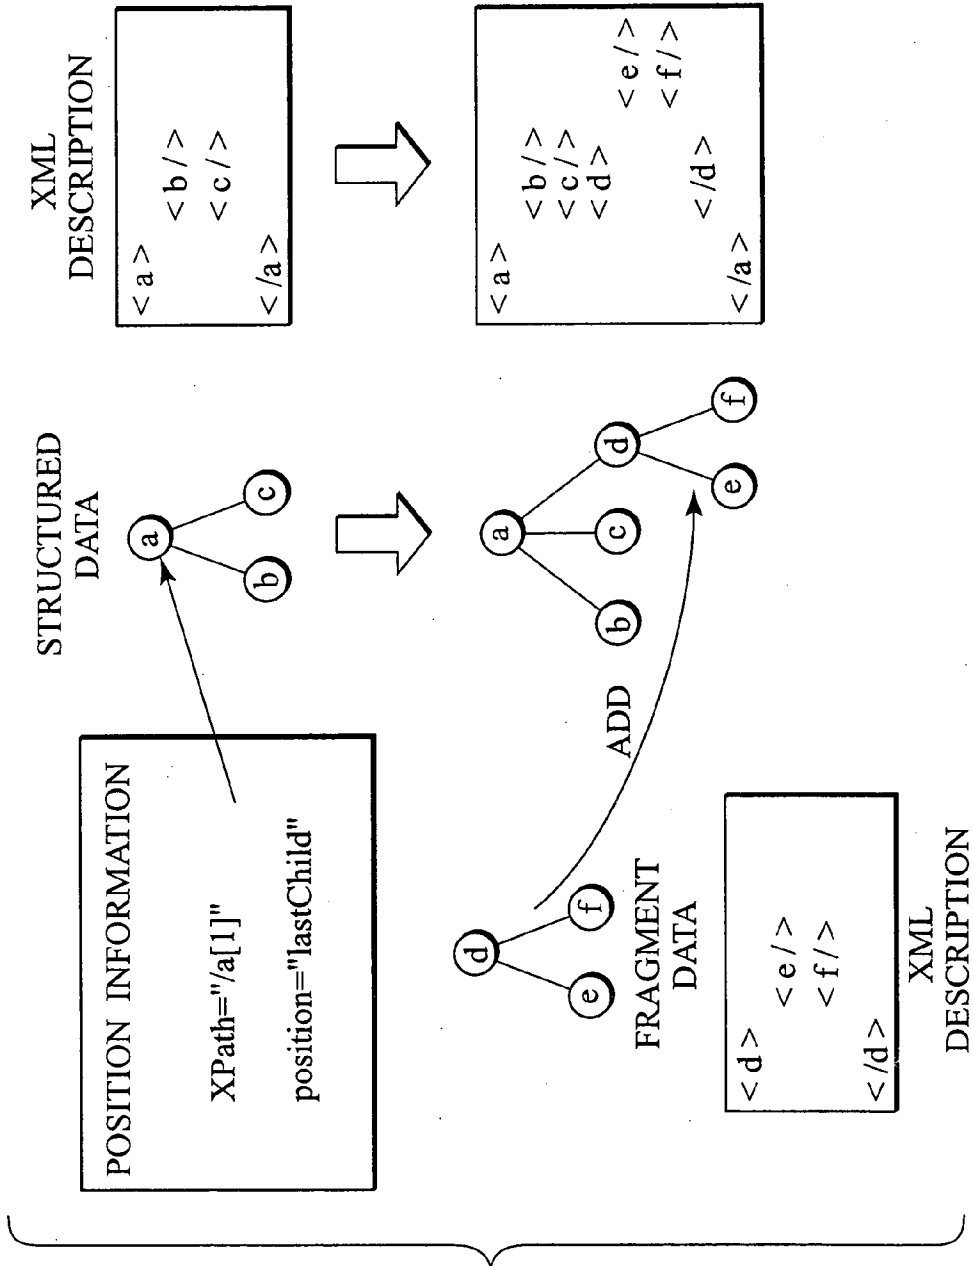 POSITION INFORMATION
XPath="/a[1]"
position="lastChild"
STRUCTURED
DATA
a
b
c
XML
DESCRIPTION
<a>
<b/>
<c/>
</a>
d
e
f
FRAGMENT
DATA
ADD
<d>
<e/>
<f/>
</d>
XML
DESCRIPTION
a
b
c
d
e
f
<a>
<b/>
<c/>
<d>
<e/>
<f/>
</d>
</a>